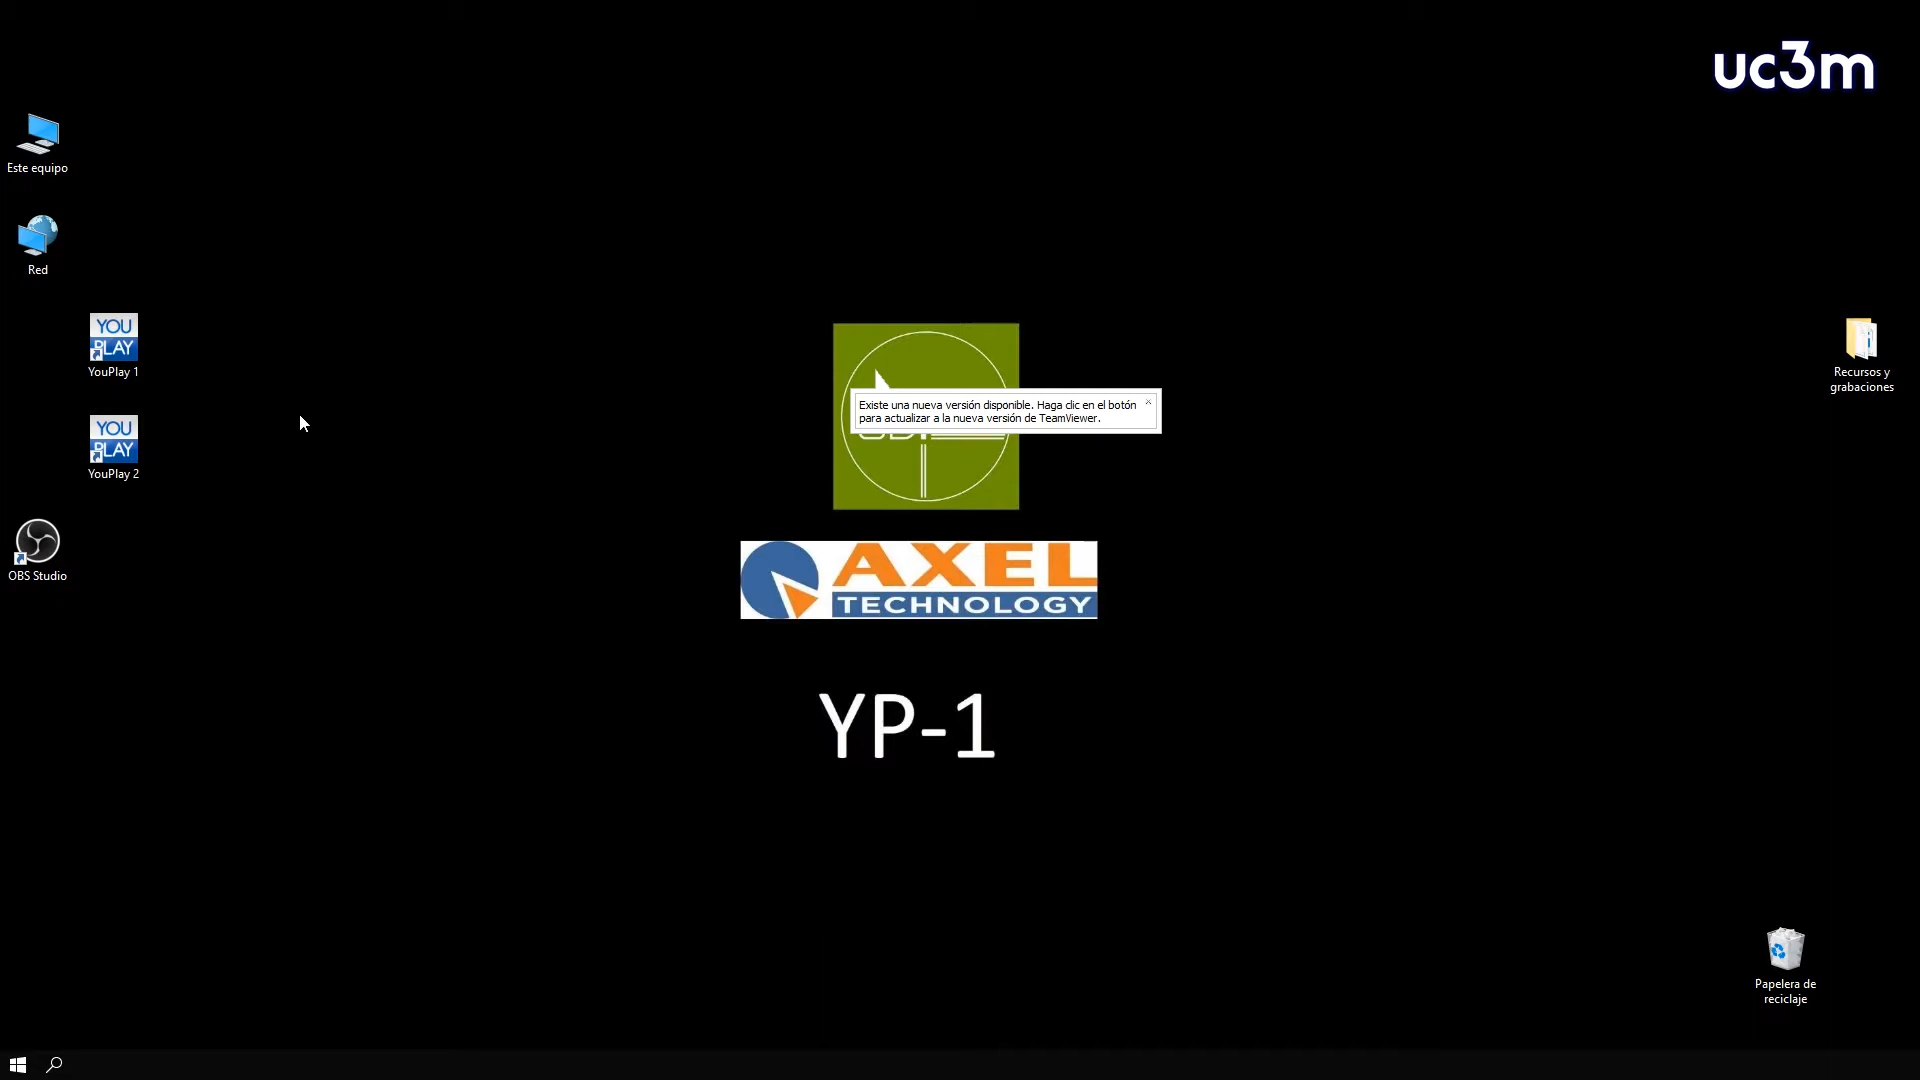 uc3m
Este equipo
Red
YOU
PLAY
YouPlay 1
YOU
PLAY
YouPlay 2
OBS Studio
Existe una nueva versión disponible. Haga clic en el botón
para actualizar a la nueva versión de TeamViewer.
AXEL
TECHNOLOGY
YP-1
Recursos y
grabaciones
Papelera de
reciclaje